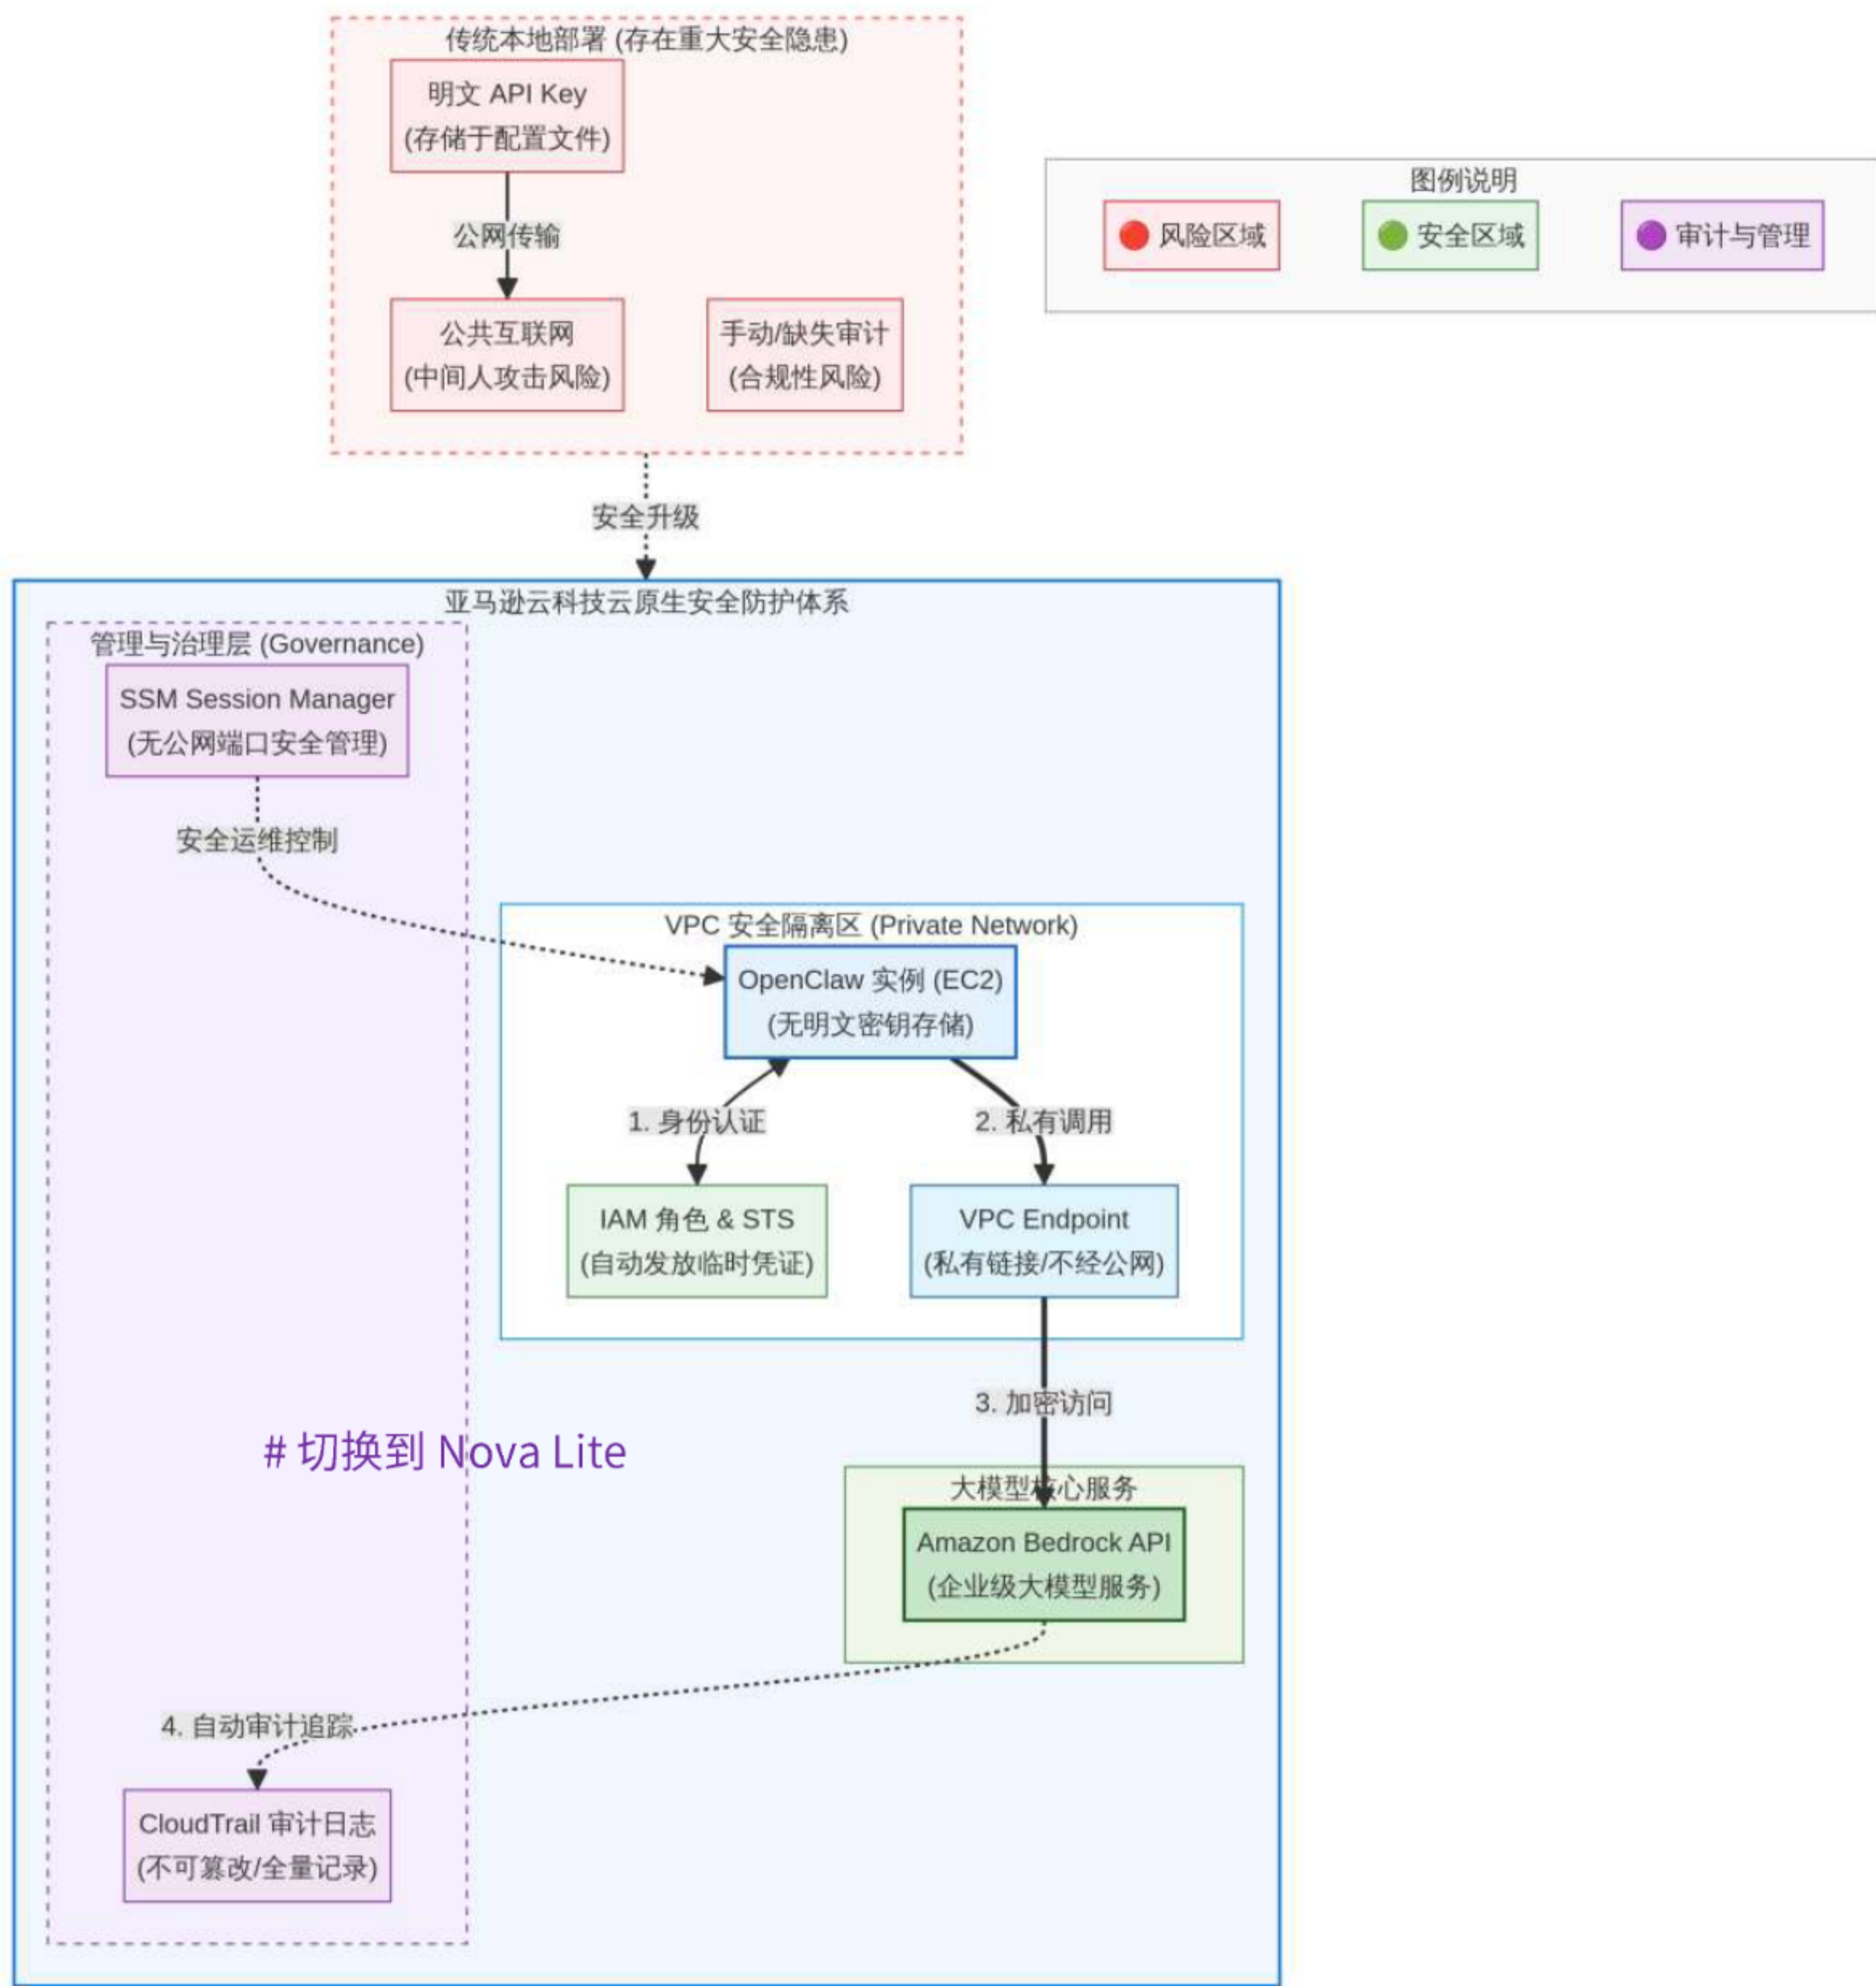 传统本地部署 (存在重大安全隐患)
明文 API Key
(存储于配置文件)
公网传输
公共互联网
(中间人攻击风险)
手动/缺失审计
(合规性风险)
图例说明
风险区域
安全区域
审计与管理
安全升级
亚马逊云科技云原生安全防护体系
管理与治理层 (Governance)
SSM Session Manager
(无公网端口安全管理)
安全运维控制
VPC 安全隔离区 (Private Network)
OpenClaw 实例 (EC2)
(无明文密钥存储)
1. 身份认证
2. 私有调用
IAM 角色 & STS
(自动发放临时凭证)
VPC Endpoint
(私有链接/不经公网)
3. 加密访问
# 切换到 Nova Lite
大模型核心服务
Amazon Bedrock API
(企业级大模型服务)
4. 自动审计追踪
CloudTrail 审计日志
(不可篡改/全量记录)